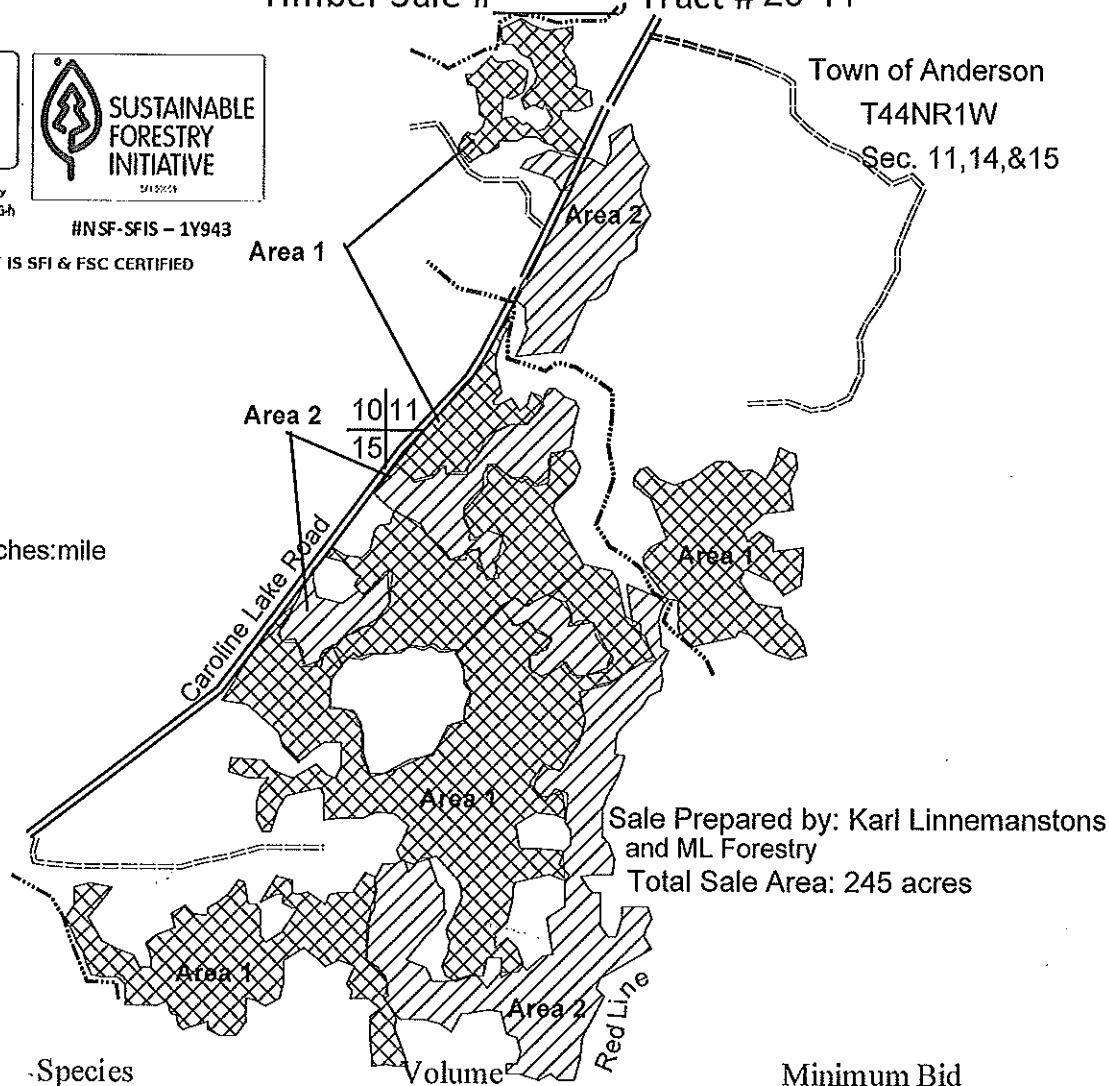 Tract # 20-11
Town of Anderson
T44NR1W
Sec. 11,14,&15
SUSTAINABLE
FORESTRY
INITIATIVE
#NSF-SFIS – 1Y943
IS SFI & FSC CERTIFIED
Area 1
Area 2
Area 2
10 11
15
Caroline Lake Road
ches:mile
Area 1
Area 1
Sale Prepared by: Karl Linnemanstons
and ML Forestry
Total Sale Area: 245 acres
Area 1
Area 2
Red Line
Species Volume Minimum Bid